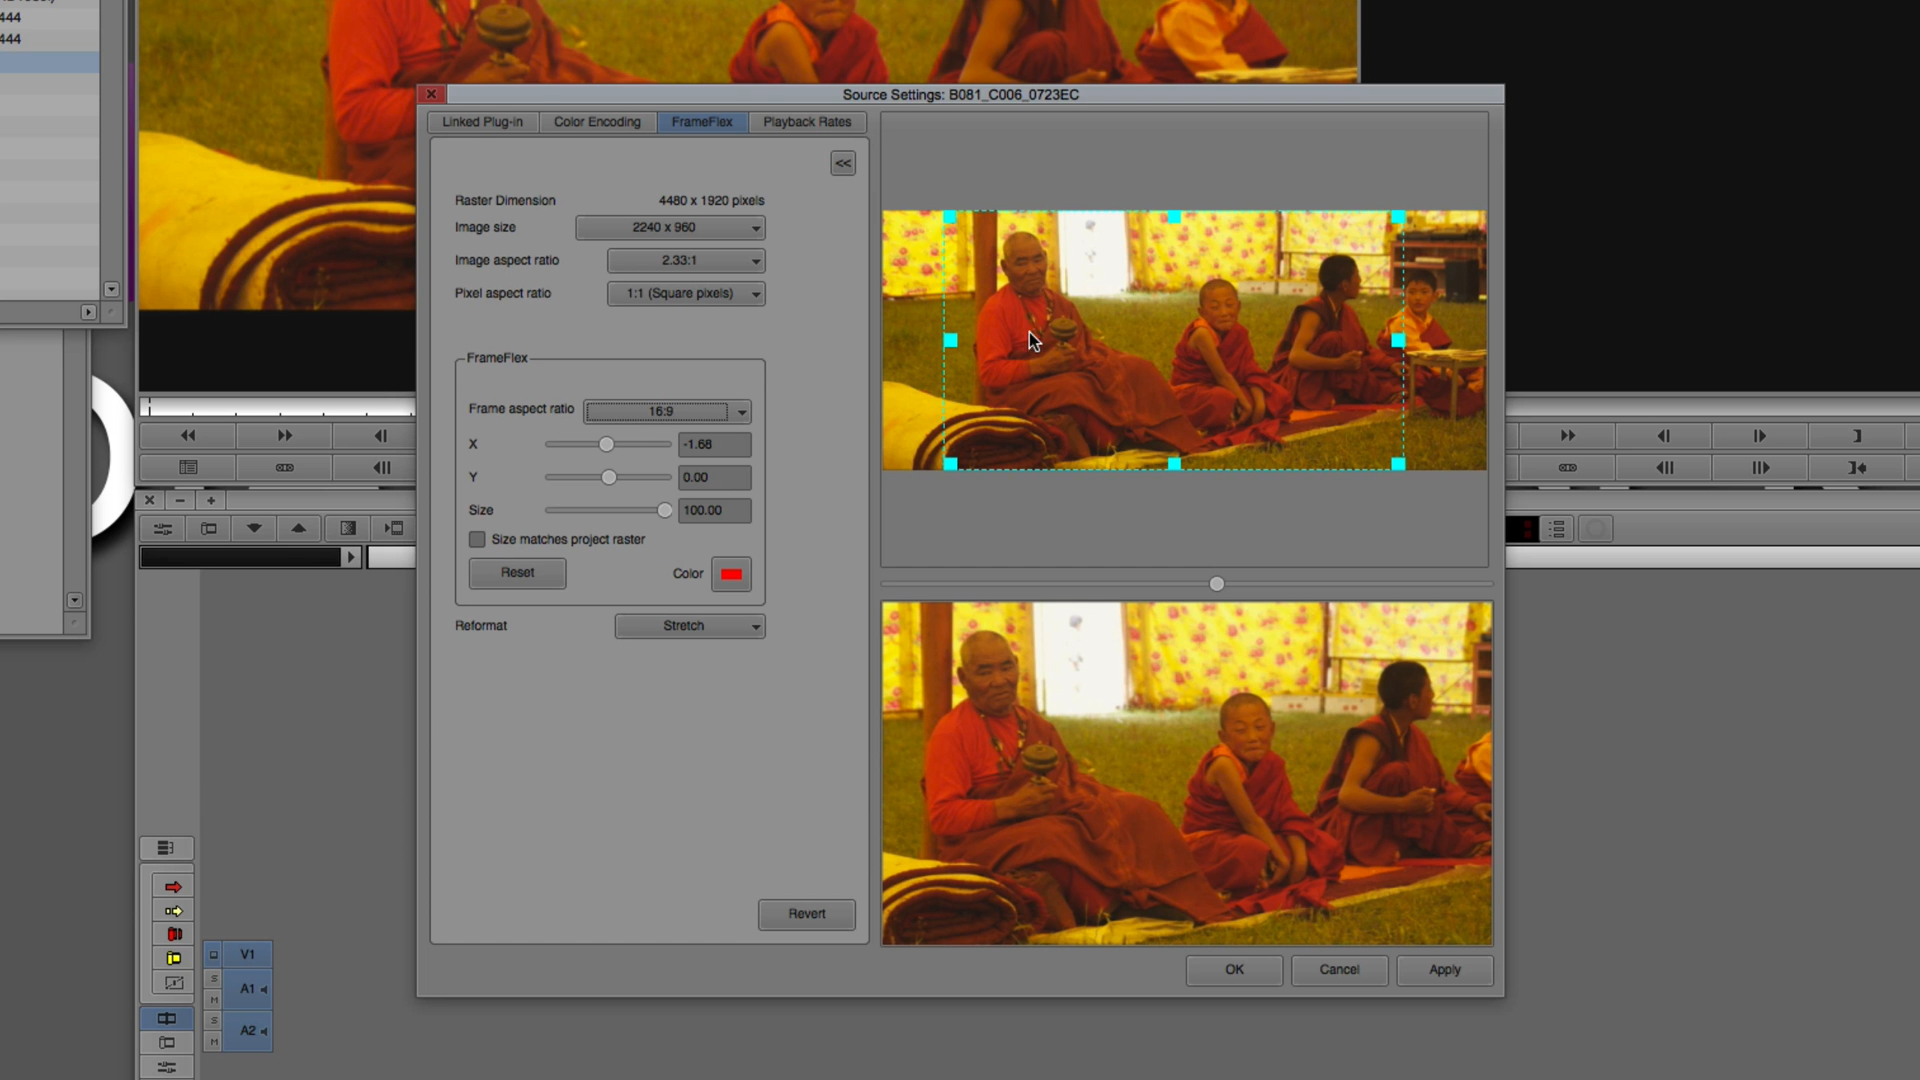 444
444
Source Settings: B081_C006_0723EC
Linked Plug-in
Color Encoding
FrameFlex
Playback Rates
<<
Raster Dimension 4480 x 1920 pixels
Image size 2240 x 960
Image aspect ratio 2.33:1
Pixel aspect ratio 1:1 (Square pixels)
FrameFlex
Frame aspect ratio 16:9
X -1.68
Y 0.00
Size 100.00
Size matches project raster
Reset
Color
Reformat Stretch
Revert
OK
Cancel
Apply
V1
S
A1
M
S
A2
M